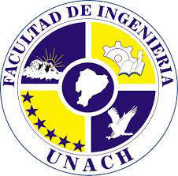 FACULTAD DE INGENIERIA
UNACH